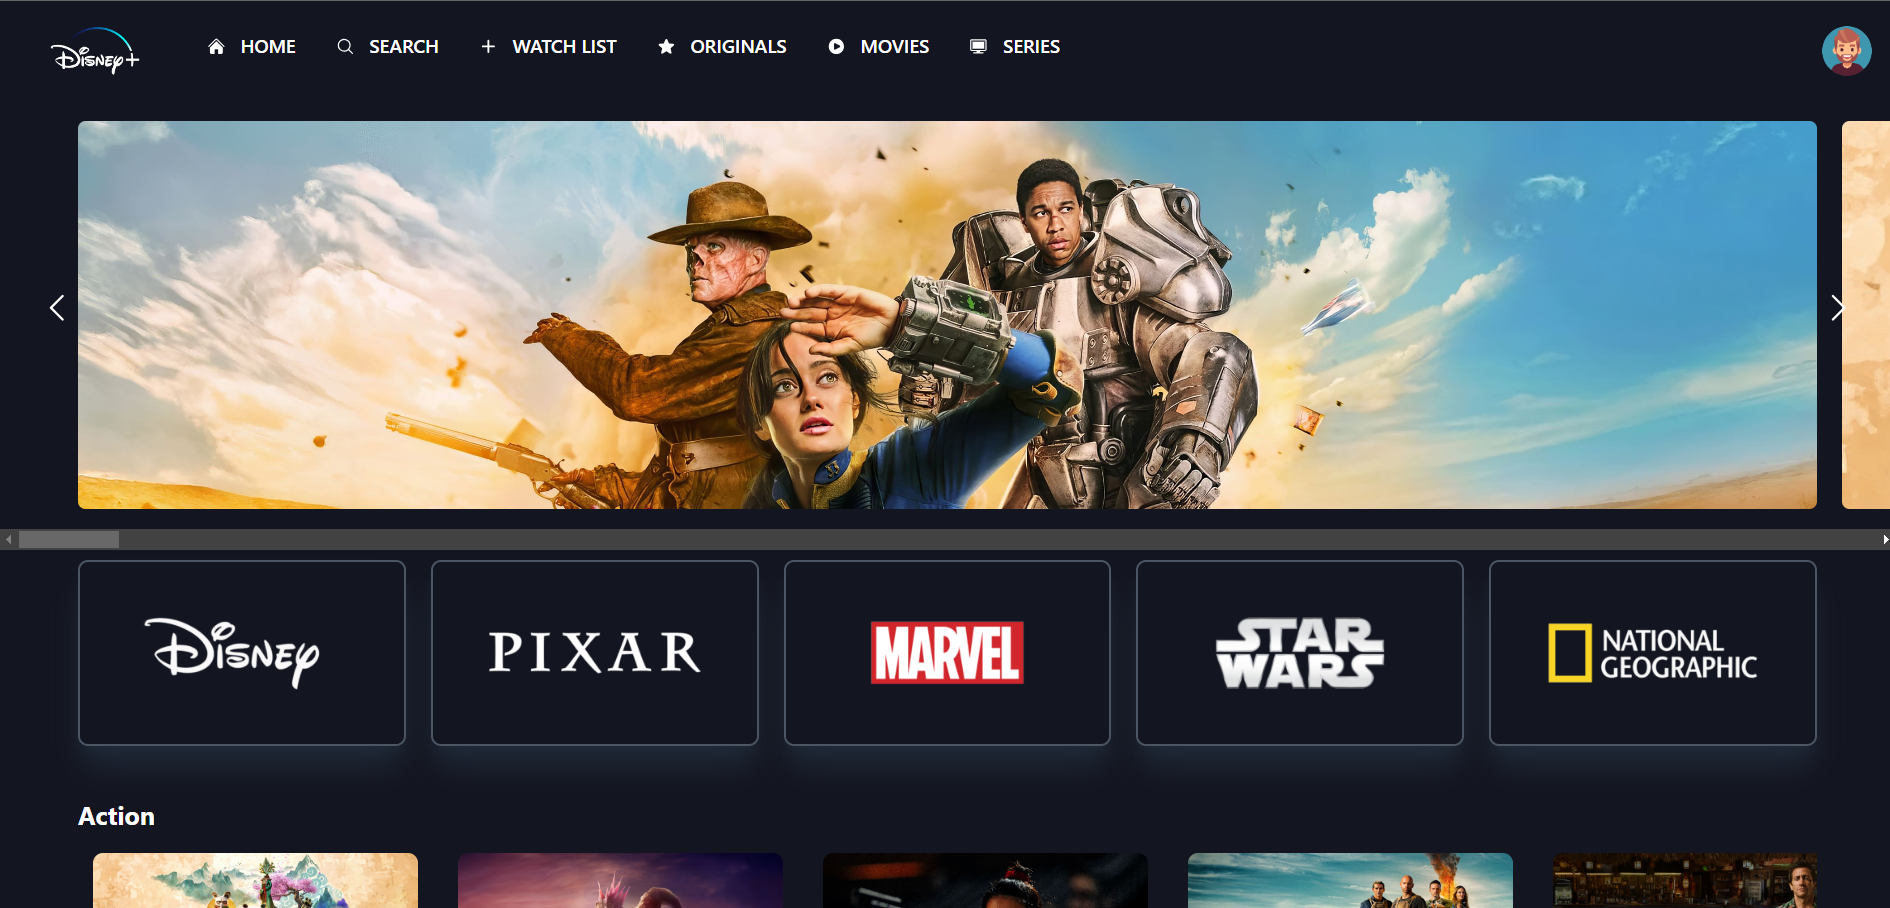 Disney+
HOME
SEARCH
WATCH LIST
ORIGINALS
MOVIES
SERIES
Disney
PIXAR
MARVEL
STAR
WARS
NATIONAL
GEOGRAPHIC
Action